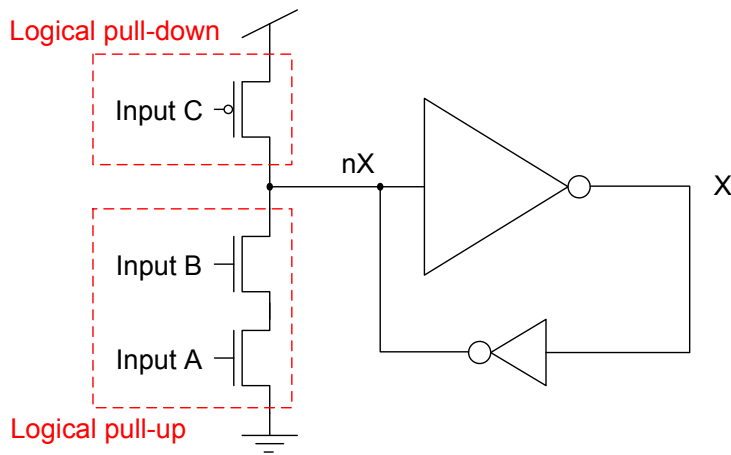 Logical pull-down
Input C
nX
X
Input B
Input A
Logical pull-up